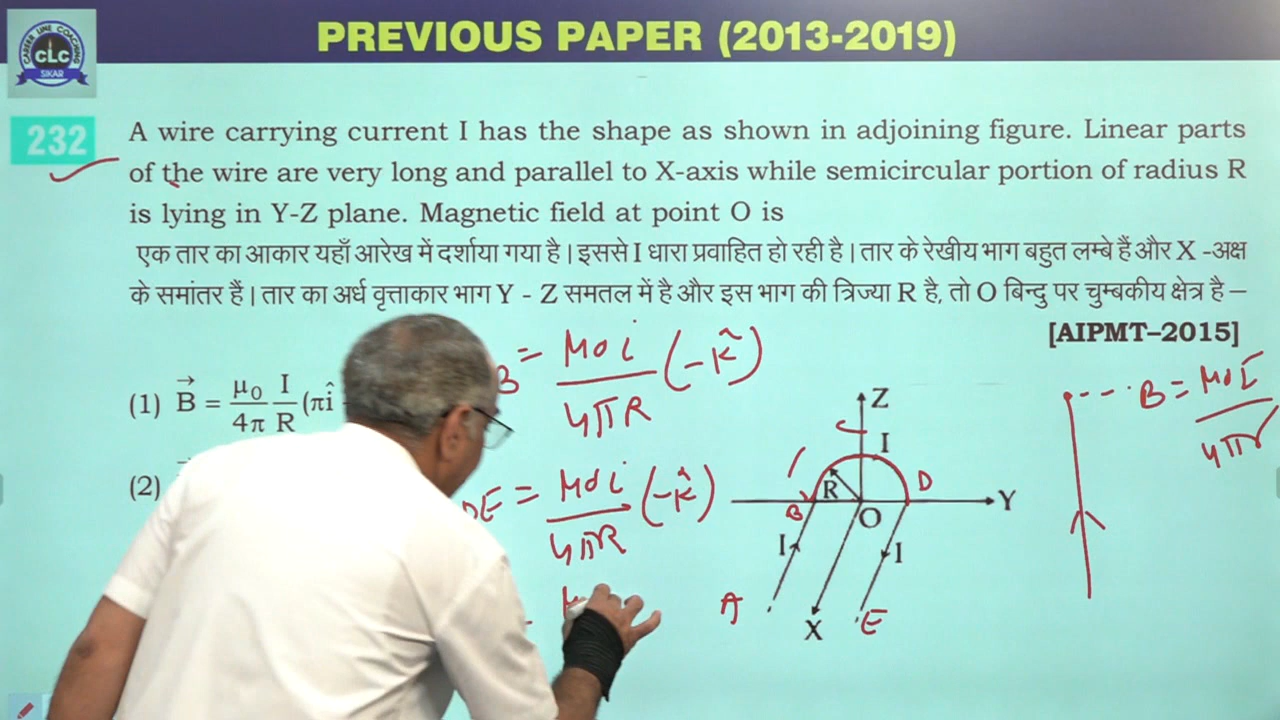 PREVIOUS PAPER (2013-2019)
CAREER LINE COACHING
CLC
SIKAR
232
A wire carrying current I has the shape as shown in adjoining figure. Linear parts
of the wire are very long and parallel to X-axis while semicircular portion of radius R
is lying in Y-Z plane. Magnetic field at point O is
एक तार का आकार यहाँ आरेख में दर्शाया गया है। इससे I धारा प्रवाहित हो रही है। तार के रेखीय भाग बहुत लम्बे हैं और X -अक्ष
के समांतर हैं। तार का अर्ध वृत्ताकार भाग Y - Z समतल में है और इस भाग की त्रिज्या R है, तो O बिन्दु पर चुम्बकीय क्षेत्र है –
[AIPMT–2015]
(1) B⃗ = μ₀/4π I/R (πî
B = μ₀i/4πR (-k̂)
(2)
DE = μ₀i/4πR (-k̂)
Z
I
R
D
B
O
Y
I
I
A
X
E
B = μ₀I/4πr